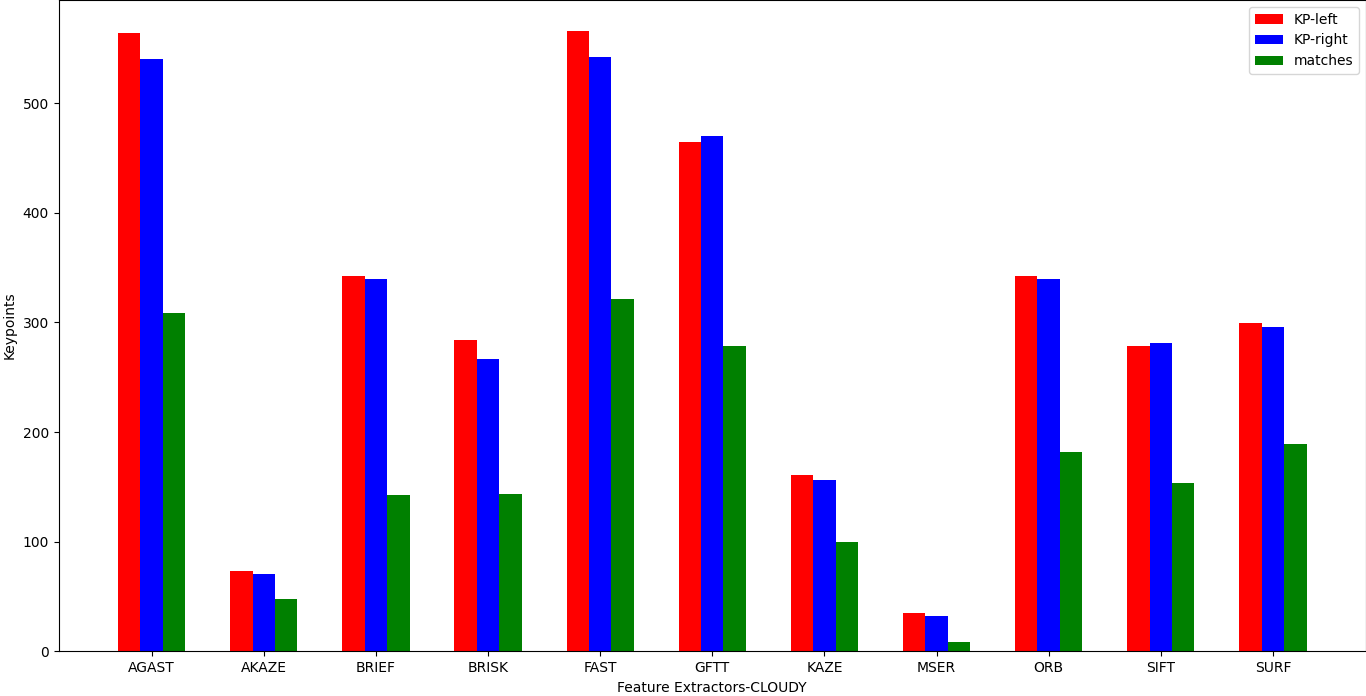 KP-left
KP-right
matches
Keypoints
500
400
300
200
100
0
AGAST AKAZE BRIEF BRISK FAST GFTT KAZE MSER ORB SIFT SURF
Feature Extractors-CLOUDY